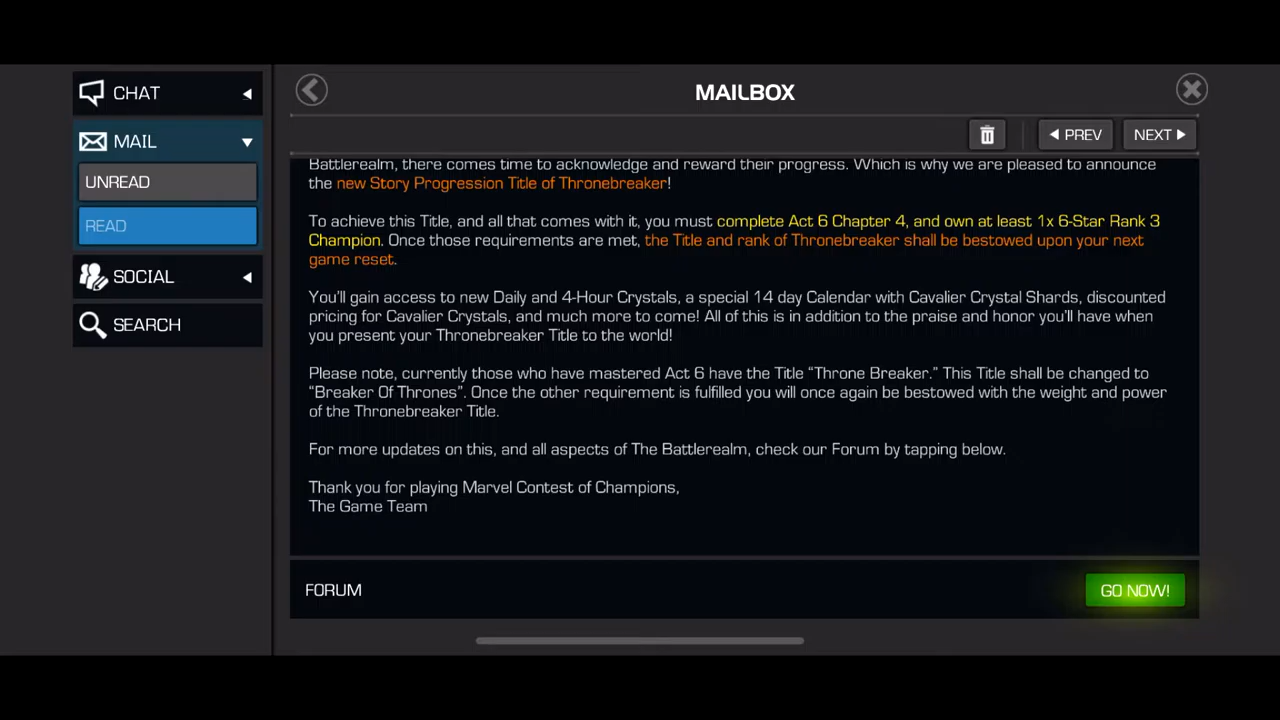 CHAT
MAIL
UNREAD
READ
SOCIAL
SEARCH
MAILBOX
PREV
NEXT
Battlerealm, there comes time to acknowledge and reward their progress. Which is why we are pleased to announce
the new Story Progression Title of Thronebreaker!
To achieve this Title, and all that comes with it, you must complete Act 6 Chapter 4, and own at least 1x 6-Star Rank 3
Champion. Once those requirements are met, the Title and rank of Thronebreaker shall be bestowed upon your next
game reset.
You'll gain access to new Daily and 4-Hour Crystals, a special 14 day Calendar with Cavalier Crystal Shards, discounted
pricing for Cavalier Crystals, and much more to come! All of this is in addition to the praise and honor you'll have when
you present your Thronebreaker Title to the world!
Please note, currently those who have mastered Act 6 have the Title “Throne Breaker.” This Title shall be changed to
“Breaker Of Thrones”. Once the other requirement is fulfilled you will once again be bestowed with the weight and power
of the Thronebreaker Title.
For more updates on this, and all aspects of The Battlerealm, check our Forum by tapping below.
Thank you for playing Marvel Contest of Champions,
The Game Team
FORUM
GO NOW!